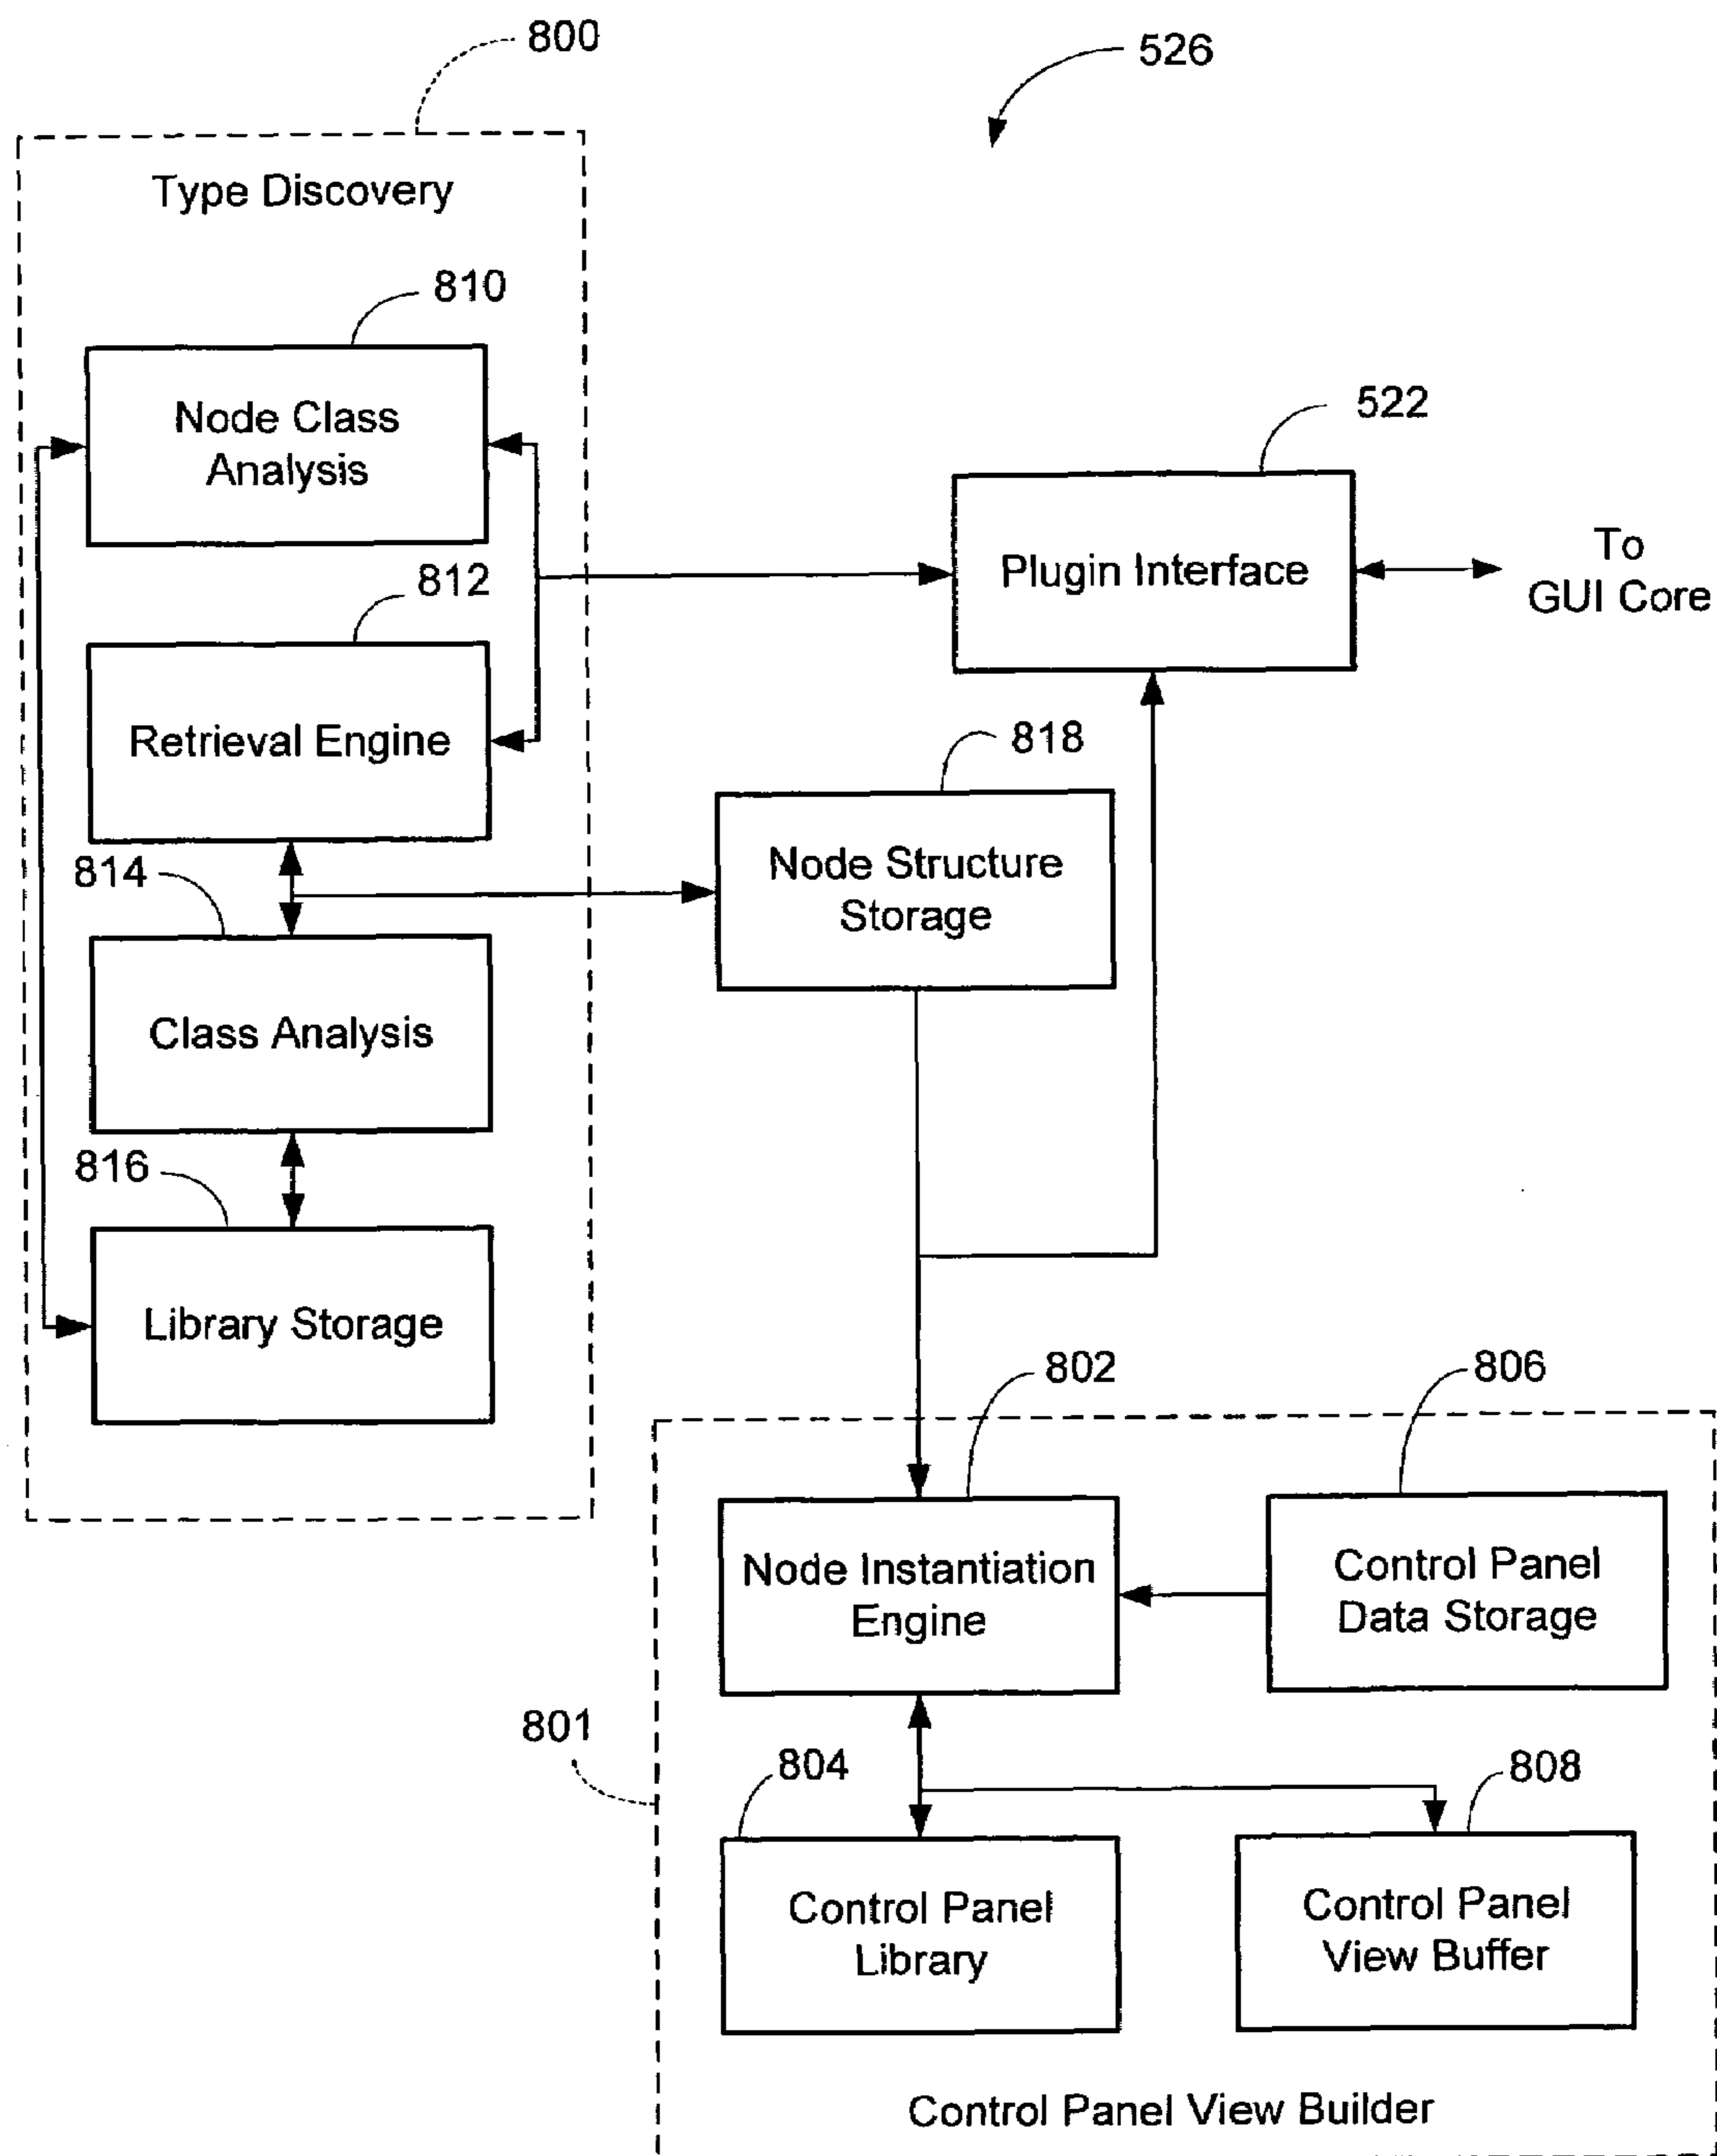 800
526
Type Discovery
810
Node Class
Analysis
522
Plugin Interface
To
GUI Core
812
Retrieval Engine
818
Node Structure
Storage
814
Class Analysis
816
Library Storage
802
806
Node Instantiation
Engine
Control Panel
Data Storage
801
804
808
Control Panel
Library
Control Panel
View Buffer
Control Panel View Builder